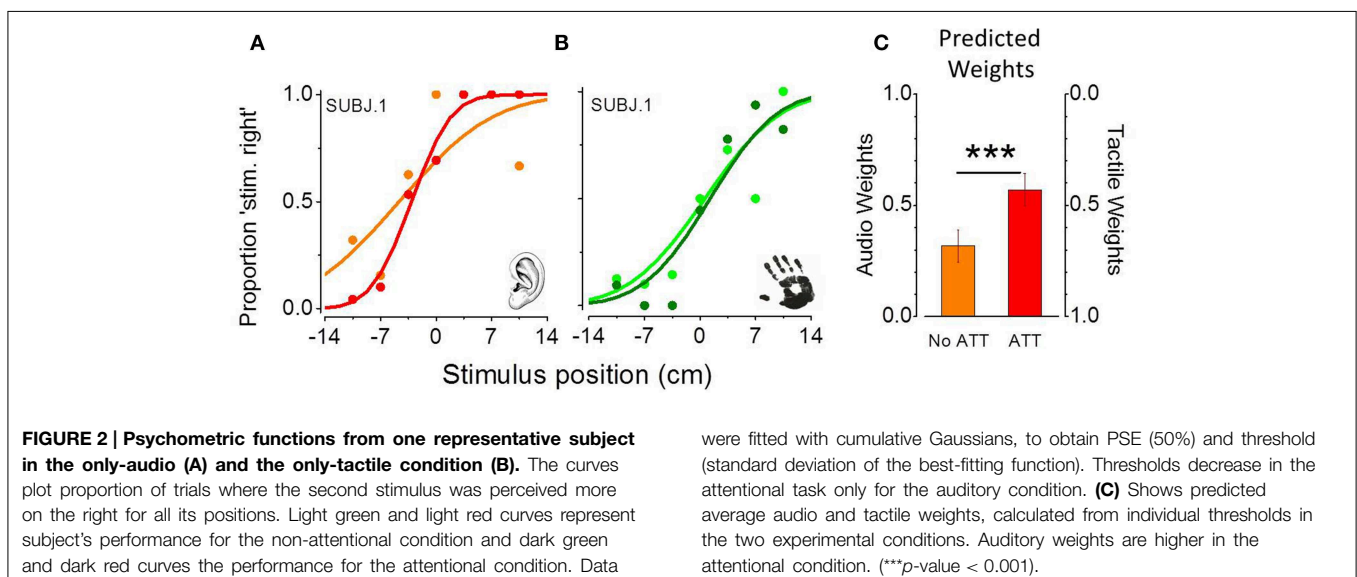 A
B
C
Predicted
Weights
SUBJ.1
SUBJ.1
***
Proportion 'stim. right'
1.0
0.5
0.0
-14
-7
0
7
14
-14
-7
0
7
14
Stimulus position (cm)
Audio Weights
1.0
0.5
0.0
No ATT
ATT
0.0
0.5
1.0
Tactile Weights
FIGURE 2 | Psychometric functions from one representative subject
in the only-audio (A) and the only-tactile condition (B). The curves
plot proportion of trials where the second stimulus was perceived more
on the right for all its positions. Light green and light red curves represent
subject's performance for the non-attentional condition and dark green
and dark red curves the performance for the attentional condition. Data
were fitted with cumulative Gaussians, to obtain PSE (50%) and threshold
(standard deviation of the best-fitting function). Thresholds decrease in the
attentional task only for the auditory condition. (C) Shows predicted
average audio and tactile weights, calculated from individual thresholds in
the two experimental conditions. Auditory weights are higher in the
attentional condition. (***p-value < 0.001).